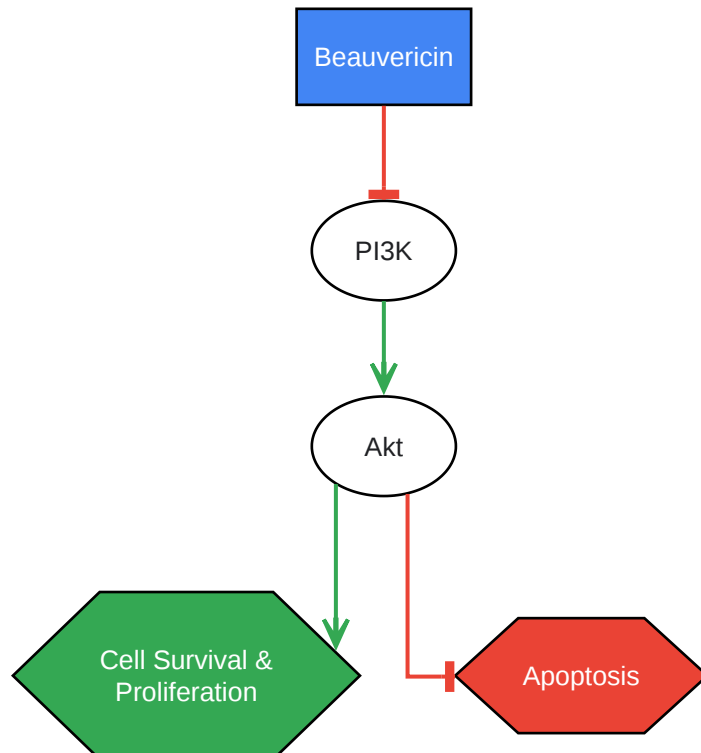 Beauvericin
PI3K
Akt
Cell Survival &
Proliferation
Apoptosis